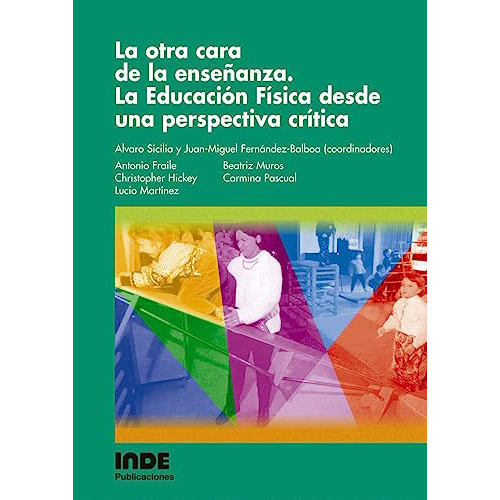 La otra cara
de la enseñanza.
La Educación Física desde
una perspectiva crítica
Alvaro Sicilia y Juan-Miguel Fernández-Balboa (coordinadores)
Antonio Fraile Beatriz Muros
Christopher Hickey Carmina Pascual
Lucio Martínez
INDE
Publicaciones